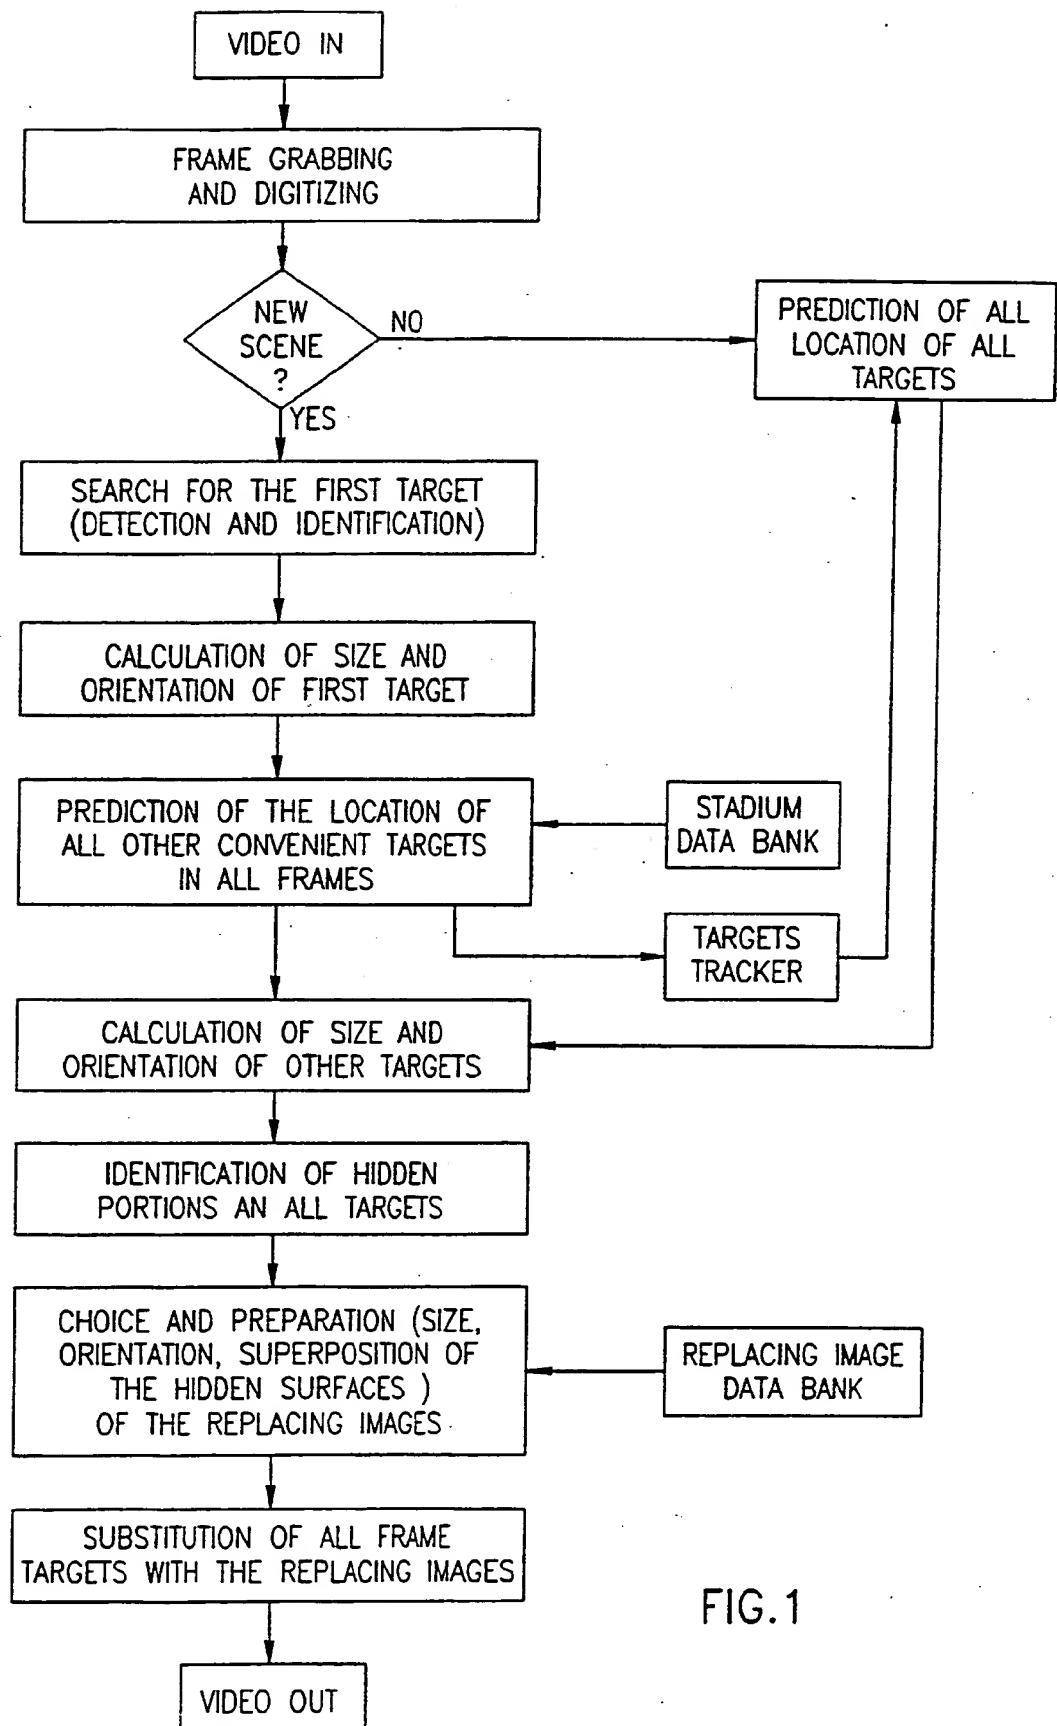 VIDEO IN
FRAME GRABBING
AND DIGITIZING
NEW
SCENE
?
NO
YES
PREDICTION OF ALL
LOCATION OF ALL
TARGETS
SEARCH FOR THE FIRST TARGET
(DETECTION AND IDENTIFICATION)
CALCULATION OF SIZE AND
ORIENTATION OF FIRST TARGET
PREDICTION OF THE LOCATION OF
ALL OTHER CONVENIENT TARGETS
IN ALL FRAMES
STADIUM
DATA BANK
TARGETS
TRACKER
CALCULATION OF SIZE AND
ORIENTATION OF OTHER TARGETS
IDENTIFICATION OF HIDDEN
PORTIONS AN ALL TARGETS
CHOICE AND PREPARATION (SIZE,
ORIENTATION, SUPERPOSITION OF
THE HIDDEN SURFACES )
OF THE REPLACING IMAGES
REPLACING IMAGE
DATA BANK
SUBSTITUTION OF ALL FRAME
TARGETS WITH THE REPLACING IMAGES
VIDEO OUT
FIG.1